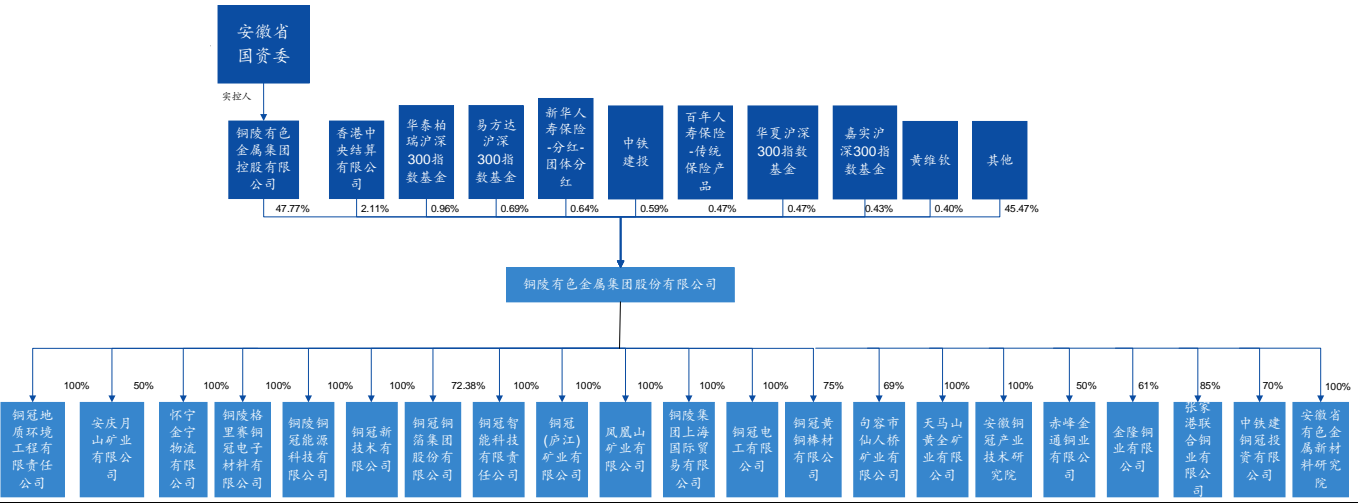 安徽省
国资委
实控人
铜陵有色
金属集团
控股有限
公司
香港中
央结算
有限公
司
华泰柏
瑞沪深
300指
数基金
易方达
沪深
300指
数基金
新华人
寿保险
-分红-
团体分
红
中铁
建投
百年人
寿保险
-传统
保险产
品
华夏沪深
300指数
基金
嘉实沪
深300指
数基金
黄维钦
其他
47.77%
2.11%
0.96%
0.69%
0.64%
0.59%
0.47%
0.47%
0.43%
0.40%
45.47%
铜陵有色金属集团股份有限公司
100%
50%
100%
100%
100%
100%
72.38%
100%
100%
100%
100%
100%
75%
69%
100%
100%
50%
61%
85%
70%
100%
铜冠地
质环境
工程有
限责任
公司
安庆月
山矿业
有限公
司
怀宁
金宁
物流有
限公司
铜陵格
里赛铜
冠电子
材料有
限公司
铜陵铜
冠能源
科技有
限公司
铜冠新
技术有
限公司
铜冠铜
箔集团
股份有
限公司
铜冠智
能科技
有限责
任公司
铜冠
(庐江)
矿业有
限公司
凤凰山
矿业有
限公司
铜陵集
团上海
国际贸
易有限
公司
铜冠电
工有限
公司
铜冠黄
铜棒材
有限公
司
句容市
仙人桥
矿业有
限公司
天马山
黄金矿
业有限
公司
安徽铜
冠产业
技术研
究院
赤峰金
通铜业
有限公
司
金隆铜
业有限
公司
张家
港联
合铜
业有
限公
司
中铁建
铜冠投
资有限
公司
安徽省
有色金
属新材
料研究
院